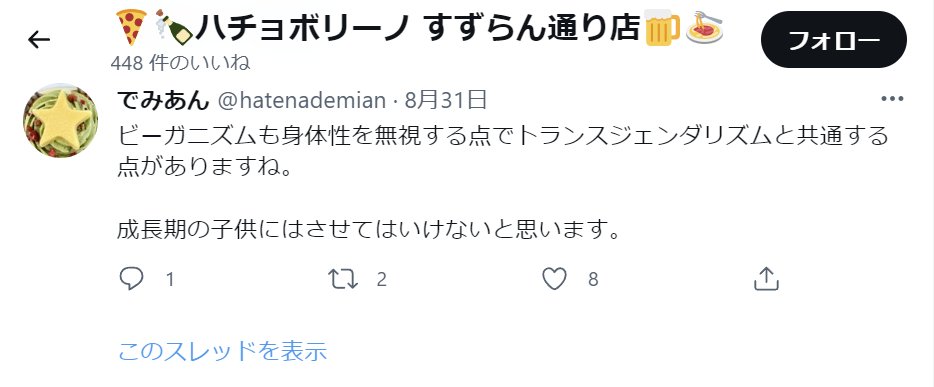 🍕🍾ハチョボリーノ すずらん通り店🍺🍝
フォロー
448 件のいいね
でみあん @hatenademian · 8月31日
ビーガニズムも身体性を無視する点でトランスジェンダリズムと共通する
点がありますね。
成長期の子供にはさせてはいけないと思います。
1 2 8
このスレッドを表示